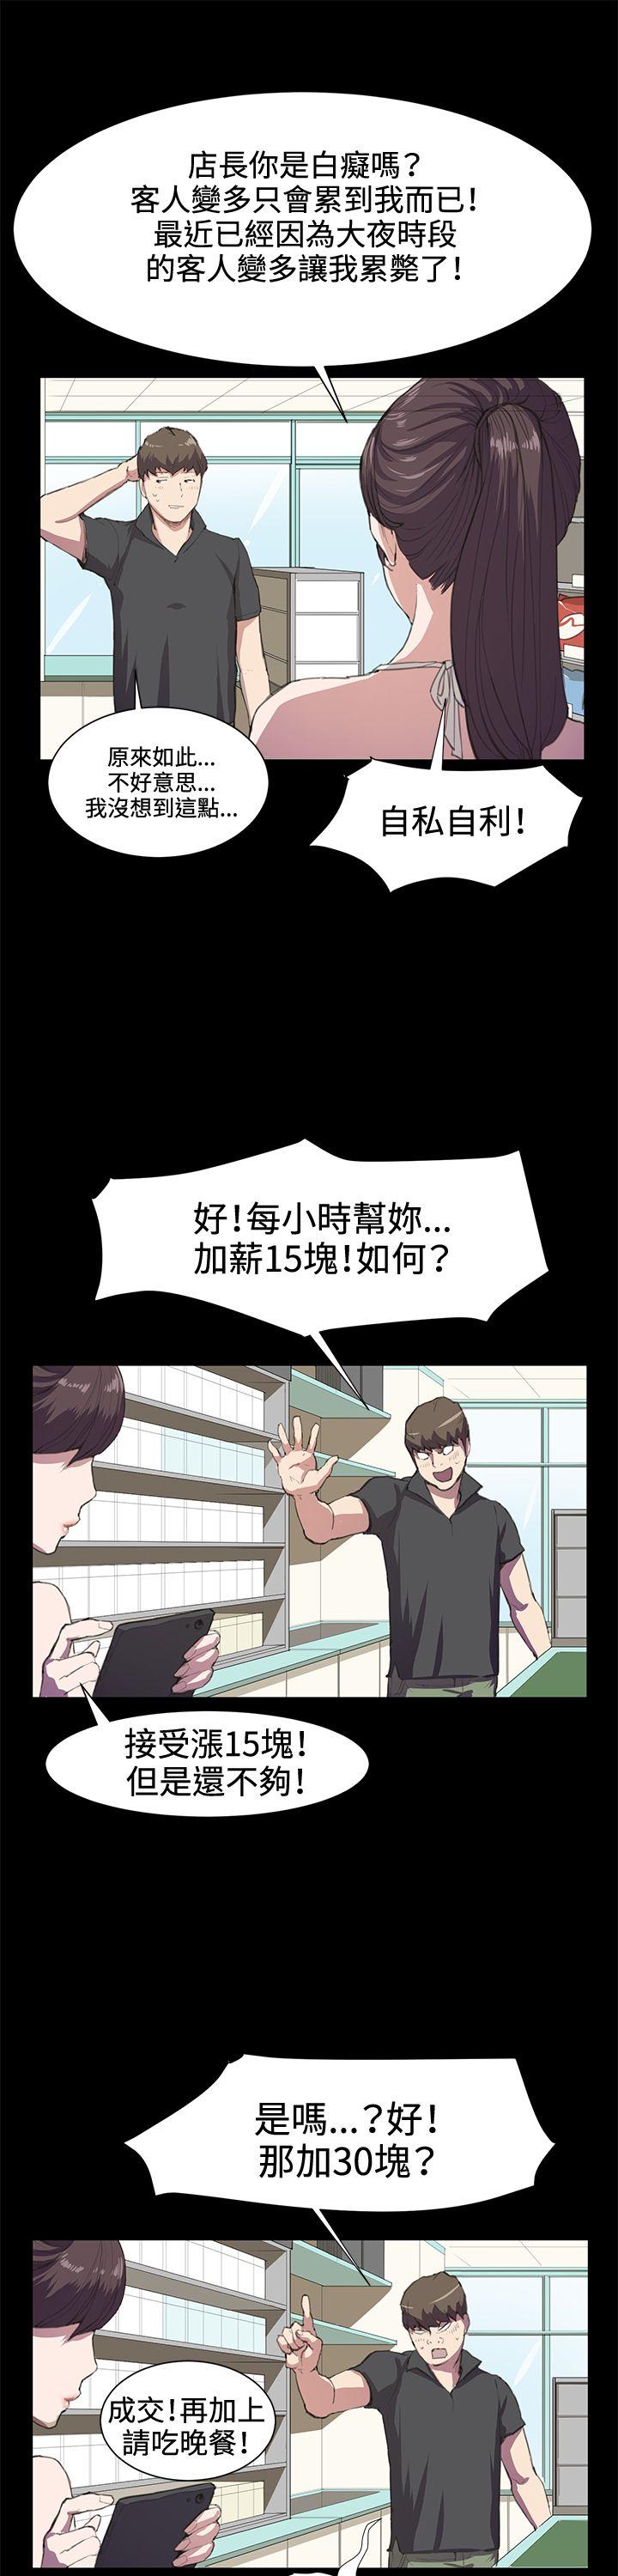 店長你是白癡嗎？
客人變多只會累到我而已！
最近已經因為大夜時段
的客人變多讓我累斃了！
原來如此...
不好意思...
我沒想到這點...
自私自利！
好！每小時幫妳...
加薪15塊！如何？
接受漲15塊！
但是還不夠！
是嗎...？好！
那加30塊？
成交！再加上
請吃晚餐！